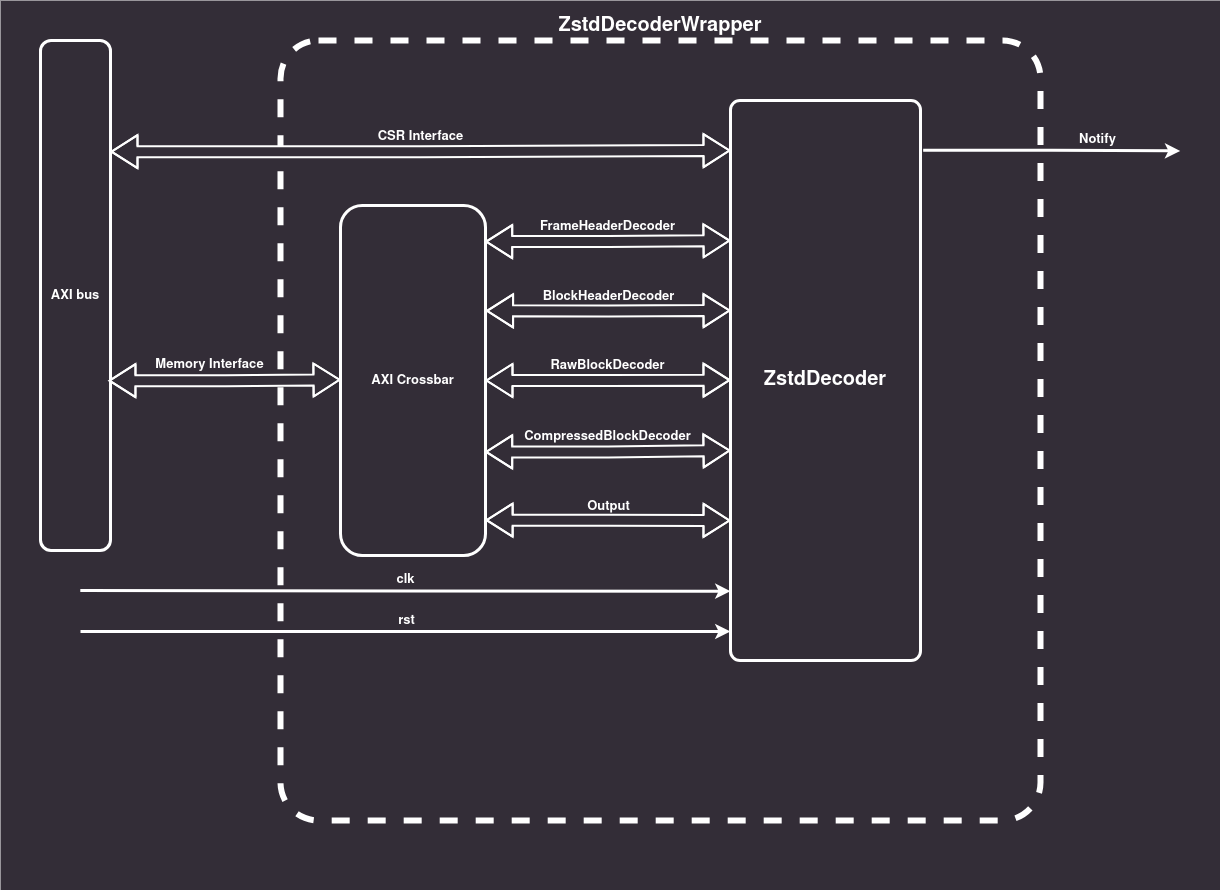 ZstdDecoderWrapper
CSR Interface
Notify
FrameHeaderDecoder
AXI bus
BlockHeaderDecoder
Memory Interface
RawBlockDecoder
AXI Crossbar
ZstdDecoder
CompressedBlockDecoder
Output
clk
rst